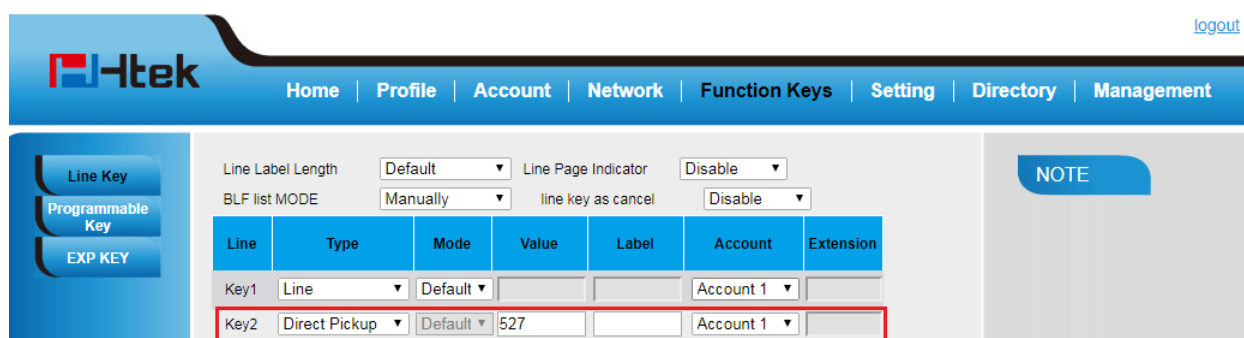 logout
Htek
Home | Profile | Account | Network | Function Keys | Setting | Directory | Management
Line Key
Programmable Key
EXP KEY
Line Label Length Default Line Page Indicator Disable
BLF list MODE Manually line key as cancel Disable
Line Type Mode Value Label Account Extension
Key1 Line Default Account 1
Key2 Direct Pickup Default 527 Account 1
NOTE